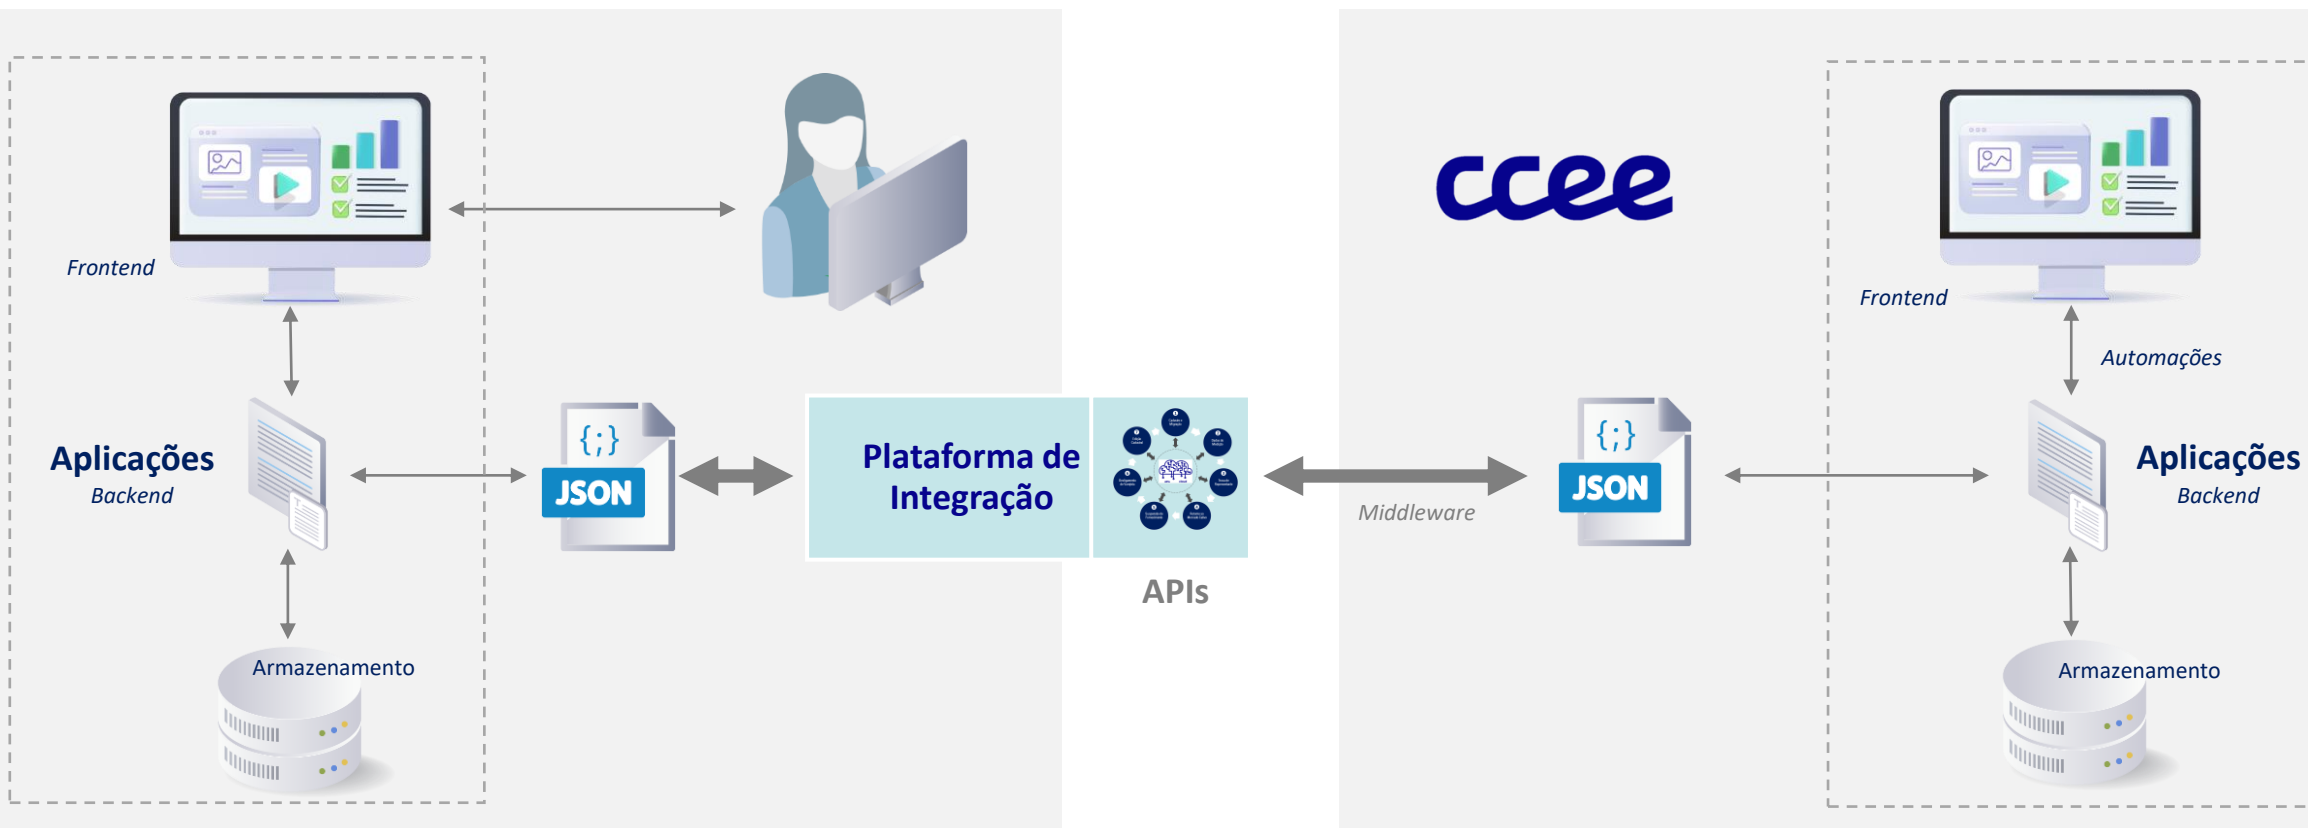 ccee
Frontend
Frontend
Automações
Aplicações
Backend
{;}
JSON
Plataforma de
Integração
APIs
Middleware
{;}
JSON
Aplicações
Backend
Armazenamento
Armazenamento